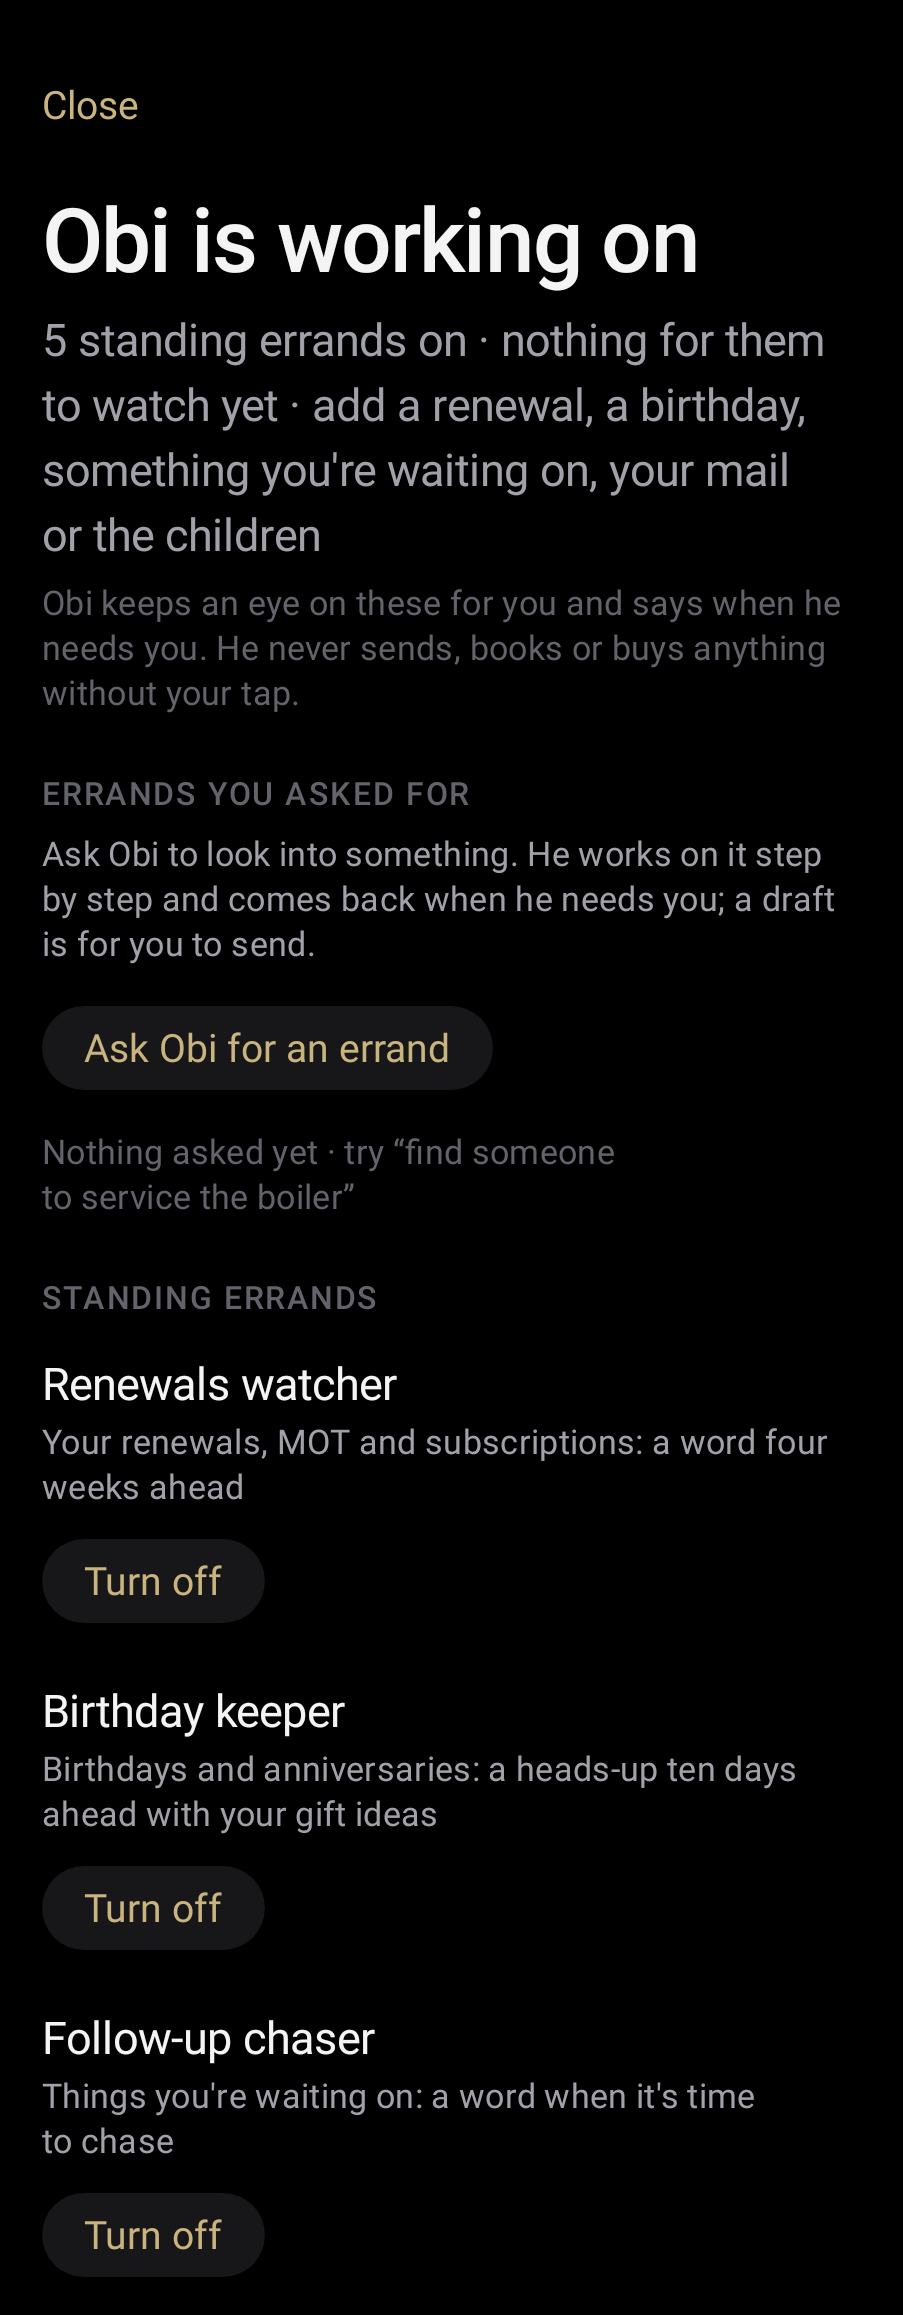 Close
Obi is working on
5 standing errands on · nothing for them
to watch yet · add a renewal, a birthday,
something you're waiting on, your mail
or the children
Obi keeps an eye on these for you and says when he
needs you. He never sends, books or buys anything
without your tap.
ERRANDS YOU ASKED FOR
Ask Obi to look into something. He works on it step
by step and comes back when he needs you; a draft
is for you to send.
Ask Obi for an errand
Nothing asked yet · try “find someone
to service the boiler”
STANDING ERRANDS
Renewals watcher
Your renewals, MOT and subscriptions: a word four
weeks ahead
Turn off
Birthday keeper
Birthdays and anniversaries: a heads-up ten days
ahead with your gift ideas
Turn off
Follow-up chaser
Things you're waiting on: a word when it's time
to chase
Turn off